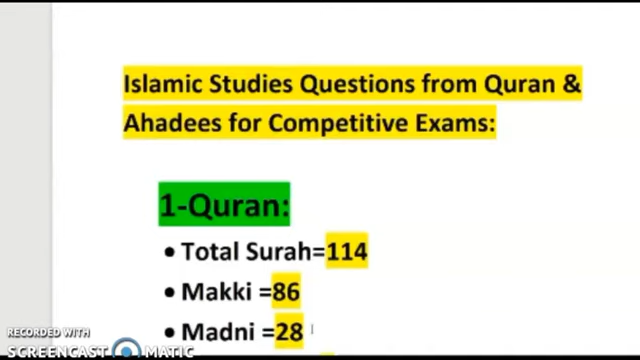 Islamic Studies Questions from Quran &
Ahadees for Competitive Exams:
1-Quran:
• Total Surah=114
• Makki =86
• Madni =28
RECORDED WITH
SCREENCAST MATIC